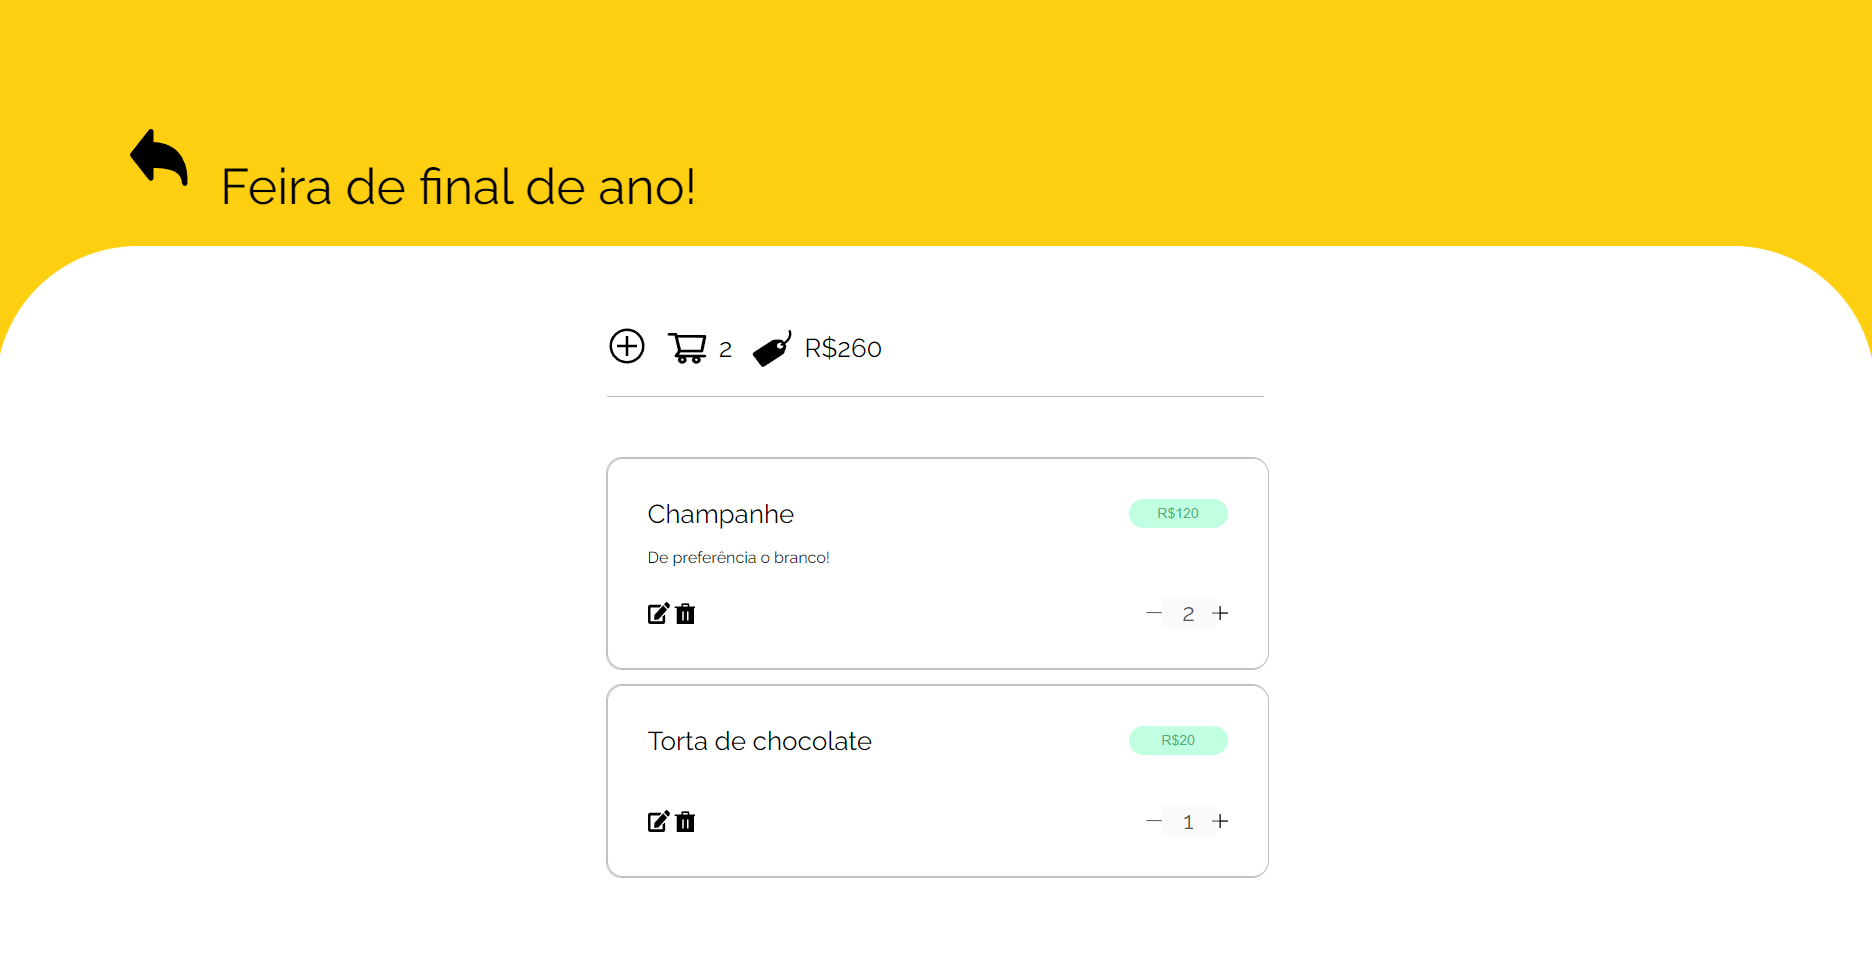 Feira de final de ano!
2 R$260
Champanhe R$120
De preferência o branco!
2
Torta de chocolate R$20
1